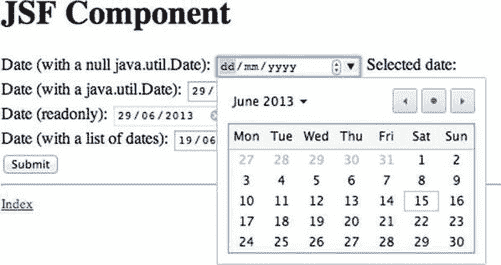 JSF Component
Date (with a null java.util.Date): dd/mm/yyyy Selected date:
Date (with a java.util.Date): 29/
Date (readonly): 29/06/2013
Date (with a list of dates): 19/06
Submit
Index
June 2013
Mon Tue Wed Thu Fri Sat Sun
27 28 29 30 31 1 2
3 4 5 6 7 8 9
10 11 12 13 14 15 16
17 18 19 20 21 22 23
24 25 26 27 28 29 30